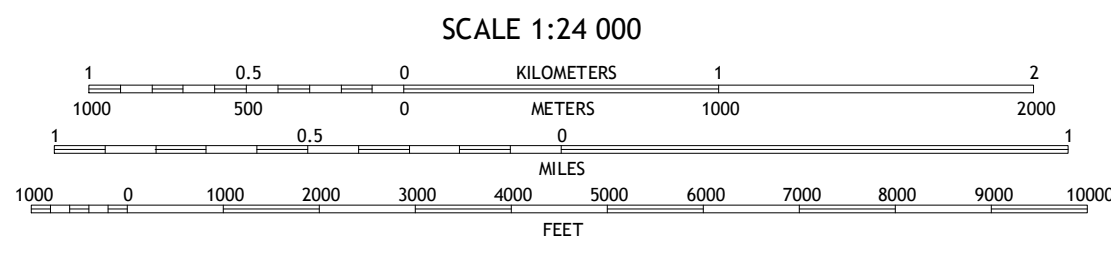 SCALE 1:24 000
1 0.5 0 KILOMETERS 1 2
1000 500 0 METERS 1000 2000
1 0.5 0 1
MILES
1000 0 1000 2000 3000 4000 5000 6000 7000 8000 9000 10000
FEET